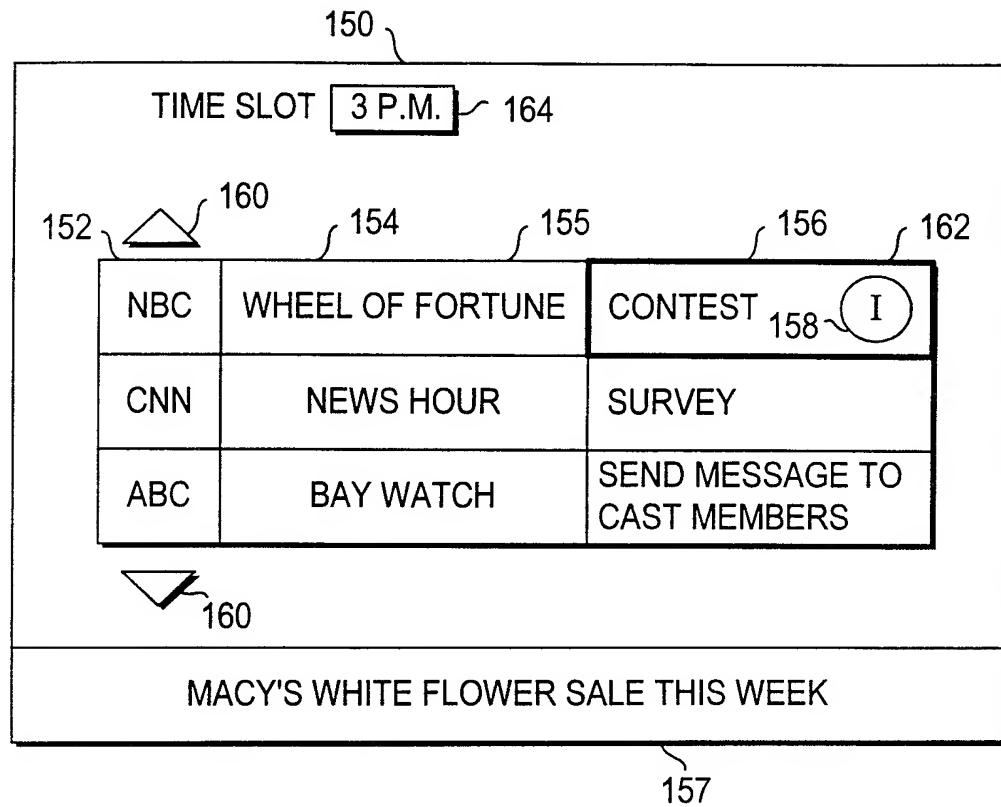 150
TIME SLOT 3 P.M. 164
160
152 154 155 156 162
NBC WHEEL OF FORTUNE CONTEST 158 I
CNN NEWS HOUR SURVEY
ABC BAY WATCH SEND MESSAGE TO
CAST MEMBERS
160
MACY'S WHITE FLOWER SALE THIS WEEK
157